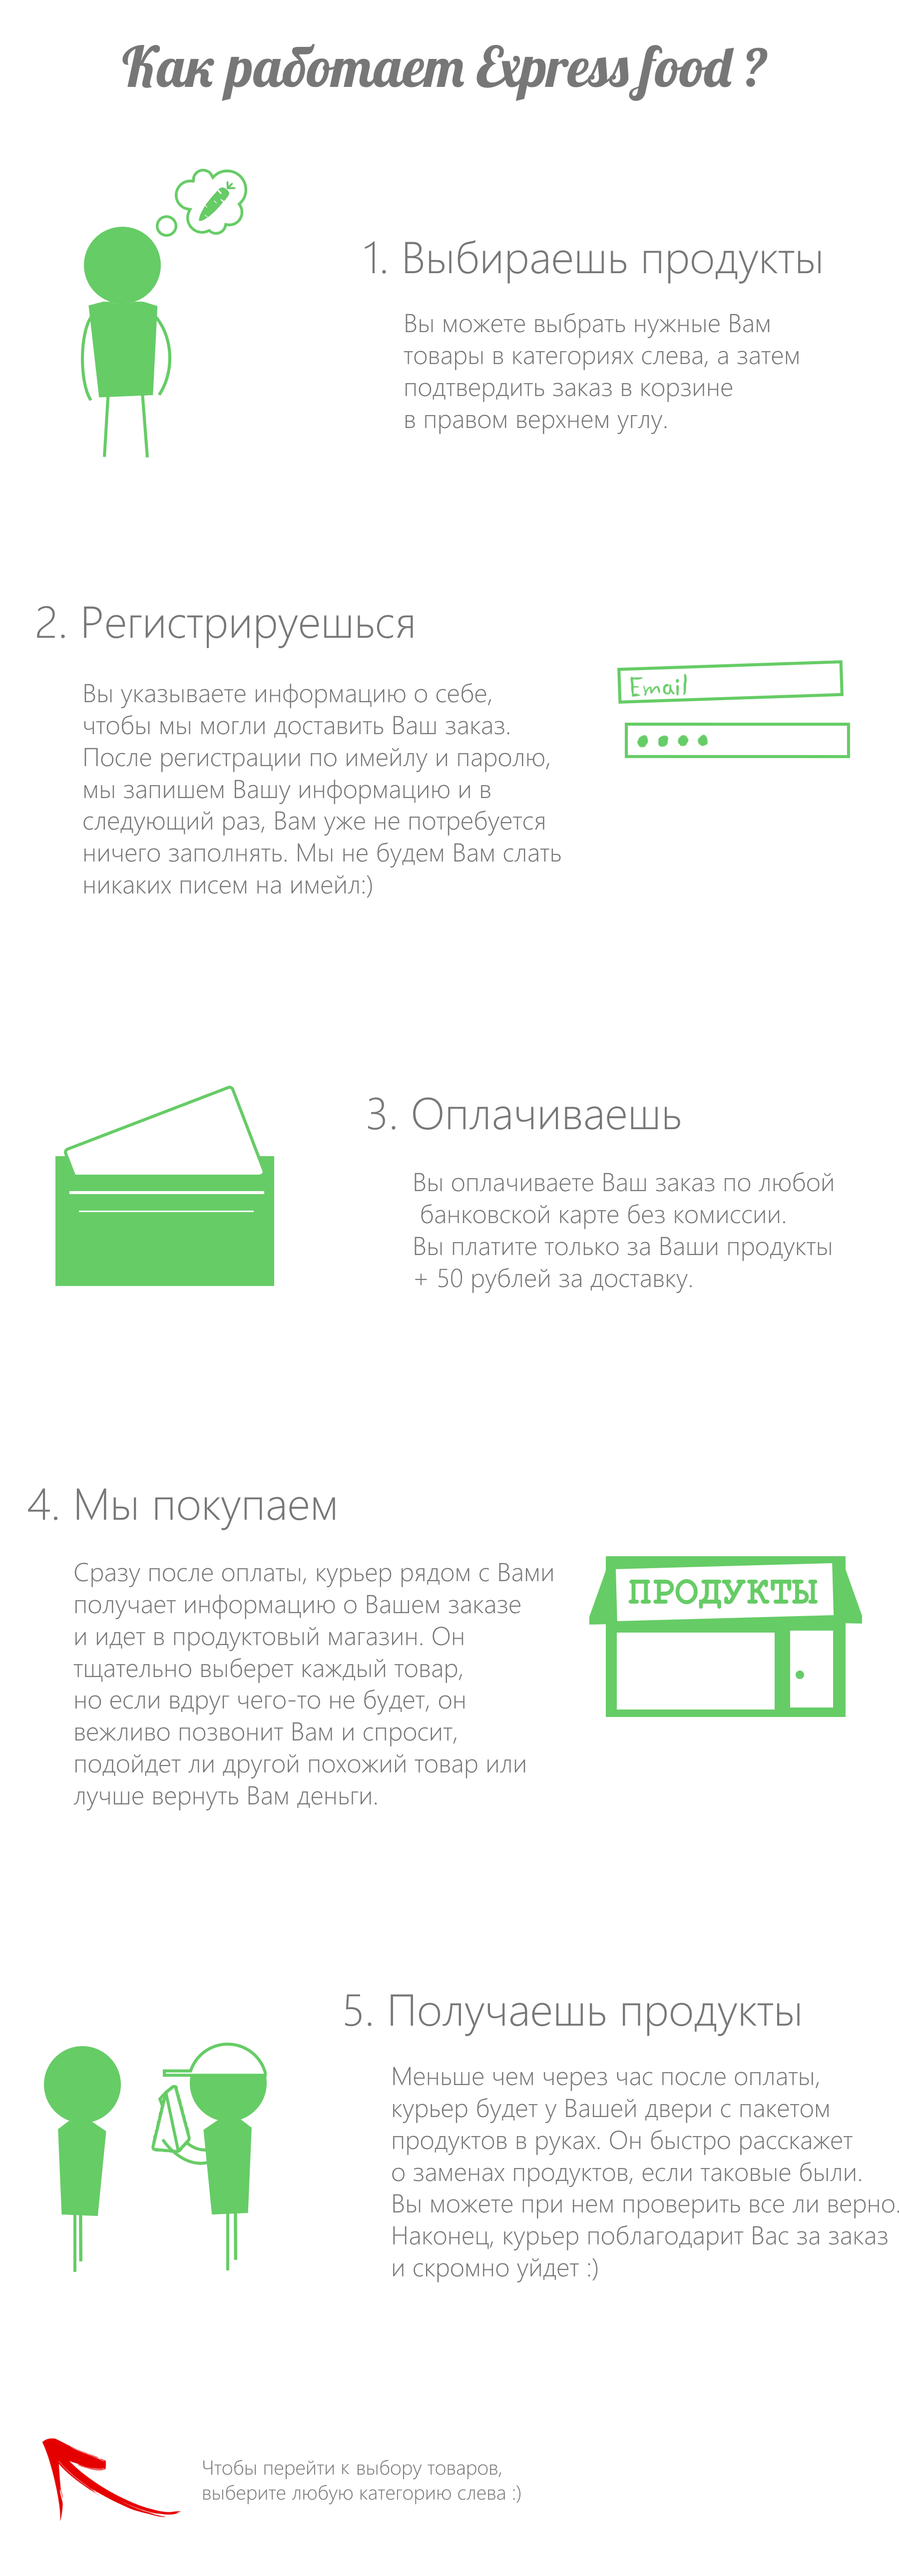 Как работает Express food ?
1. Выбираешь продукты
Вы можете выбрать нужные Вам
товары в категориях слева, а затем
подтвердить заказ в корзине
в правом верхнем углу.
2. Регистрируешься
Вы указываете информацию о себе,
чтобы мы могли доставить Ваш заказ.
После регистрации по имейлу и паролю,
мы запишем Вашу информацию и в
следующий раз, Вам уже не потребуется
ничего заполнять. Мы не будем Вам слать
никаких писем на имейл:)
Email
3. Оплачиваешь
Вы оплачиваете Ваш заказ по любой
банковской карте без комиссии.
Вы платите только за Ваши продукты
+ 50 рублей за доставку.
4. Мы покупаем
Сразу после оплаты, курьер рядом с Вами
получает информацию о Вашем заказе
и идет в продуктовый магазин. Он
тщательно выберет каждый товар,
но если вдруг чего-то не будет, он
вежливо позвонит Вам и спросит,
подойдет ли другой похожий товар или
лучше вернуть Вам деньги.
ПРОДУКТЫ
5. Получаешь продукты
Меньше чем через час после оплаты,
курьер будет у Вашей двери с пакетом
продуктов в руках. Он быстро расскажет
о заменах продуктов, если таковые были.
Вы можете при нем проверить все ли верно.
Наконец, курьер поблагодарит Вас за заказ
и скромно уйдет :)
Чтобы перейти к выбору товаров,
выберите любую категорию слева :)